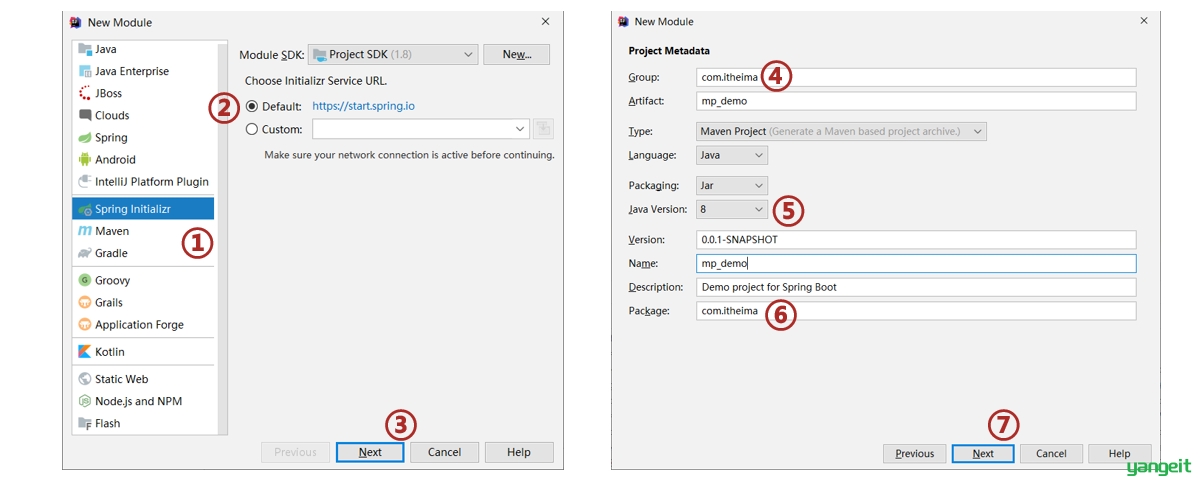 New Module
Java
Java Enterprise
JBoss
Clouds
Spring
Android
IntelliJ Platform Plugin
Spring Initializr
Maven
①
Gradle
Groovy
Grails
Application Forge
Kotlin
Static Web
Node.js and NPM
Flash
Module SDK: Project SDK (1.8) New...
Choose Initializr Service URL.
② Default: https://start.spring.io
Custom:
Make sure your network connection is active before continuing.
③
Previous Next Cancel Help
New Module
Project Metadata
Group: com.itheima ④
Artifact: mp_demo
Type: Maven Project (Generate a Maven based project archive.)
Language: Java
Packaging: Jar
Java Version: 8 ⑤
Version: 0.0.1-SNAPSHOT
Name: mp_demo
Description: Demo project for Spring Boot
Package: com.itheima ⑥
⑦
Previous Next Cancel Help
yangeit